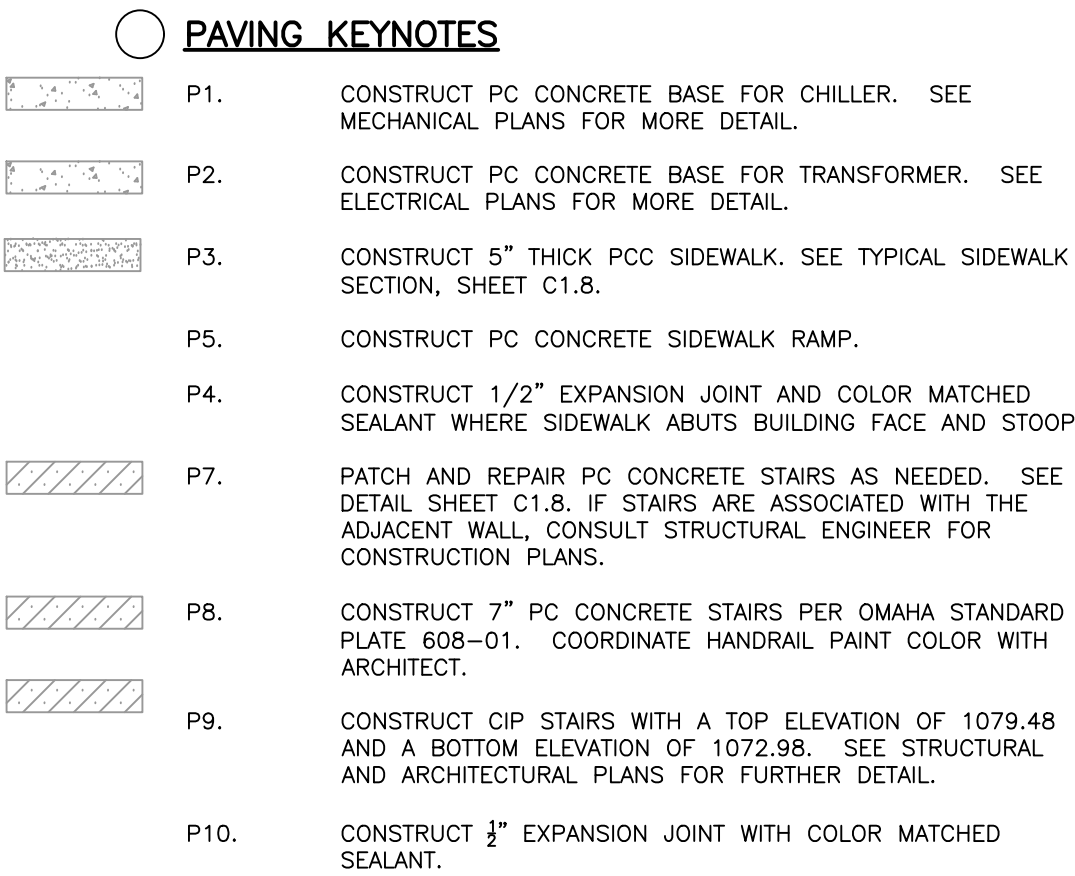 PAVING KEYNOTES
P1. CONSTRUCT PC CONCRETE BASE FOR CHILLER. SEE
MECHANICAL PLANS FOR MORE DETAIL.
P2. CONSTRUCT PC CONCRETE BASE FOR TRANSFORMER. SEE
ELECTRICAL PLANS FOR MORE DETAIL.
P3. CONSTRUCT 5" THICK PCC SIDEWALK. SEE TYPICAL SIDEWALK
SECTION, SHEET C1.8.
P5. CONSTRUCT PC CONCRETE SIDEWALK RAMP.
P4. CONSTRUCT 1/2" EXPANSION JOINT AND COLOR MATCHED
SEALANT WHERE SIDEWALK ABUTS BUILDING FACE AND STOOP
P7. PATCH AND REPAIR PC CONCRETE STAIRS AS NEEDED. SEE
DETAIL SHEET C1.8. IF STAIRS ARE ASSOCIATED WITH THE
ADJACENT WALL, CONSULT STRUCTURAL ENGINEER FOR
CONSTRUCTION PLANS.
P8. CONSTRUCT 7" PC CONCRETE STAIRS PER OMAHA STANDARD
PLATE 608-01. COORDINATE HANDRAIL PAINT COLOR WITH
ARCHITECT.
P9. CONSTRUCT CIP STAIRS WITH A TOP ELEVATION OF 1079.48
AND A BOTTOM ELEVATION OF 1072.98. SEE STRUCTURAL
AND ARCHITECTURAL PLANS FOR FURTHER DETAIL.
P10. CONSTRUCT ½" EXPANSION JOINT WITH COLOR MATCHED
SEALANT.